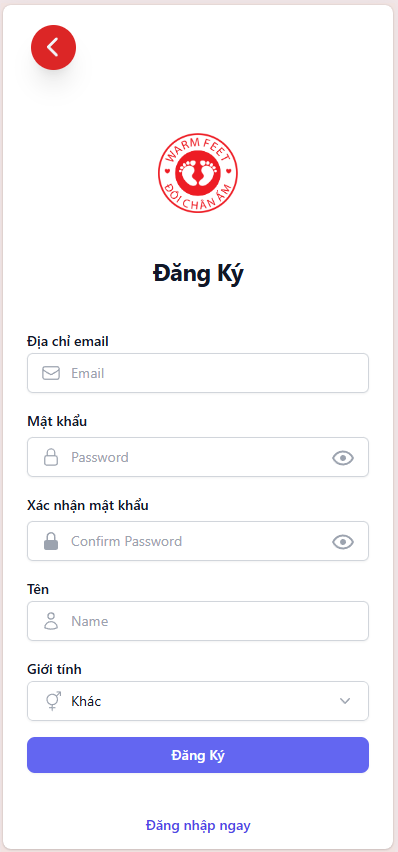 WARM FEET
ĐÔI CHÂN ẤM
Đăng Ký
Địa chỉ email
Email
Mật khẩu
Password
Xác nhận mật khẩu
Confirm Password
Tên
Name
Giới tính
Khác
Đăng Ký
Đăng nhập ngay